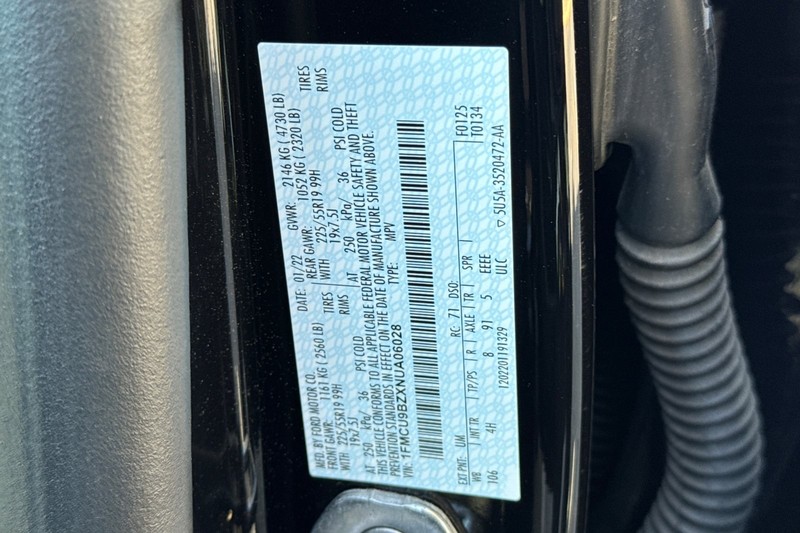 MFD. BY FORD MOTOR CO.
DATE: 01/22 GVWR: 2146 KG ( 4730 LB)
FRONT GAWR: 1161 KG ( 2560 LB) REAR GAWR: 1052 KG ( 2320 LB)
WITH 225/55R19 99H TIRES WITH 225/55R19 99H TIRES
19x7.5J RIMS 19x7.5J RIMS
AT 250 kPa/ 36 PSI COLD AT 250 kPa/ 36 PSI COLD
THIS VEHICLE CONFORMS TO ALL APPLICABLE FEDERAL MOTOR VEHICLE SAFETY AND THEFT
PREVENTION STANDARDS IN EFFECT ON THE DATE OF MANUFACTURE SHOWN ABOVE.
VIN: 1FMCU9BZXNUA06028 TYPE: MPV
EXT PNT: UM RC: 71 DSO: F0125
WB INT TR TP/PS R AXLE TR SPR T0134
106 4H 8 91 5 EEEE
1202201191329 ULC ▽ 5U5A-3520472-AA